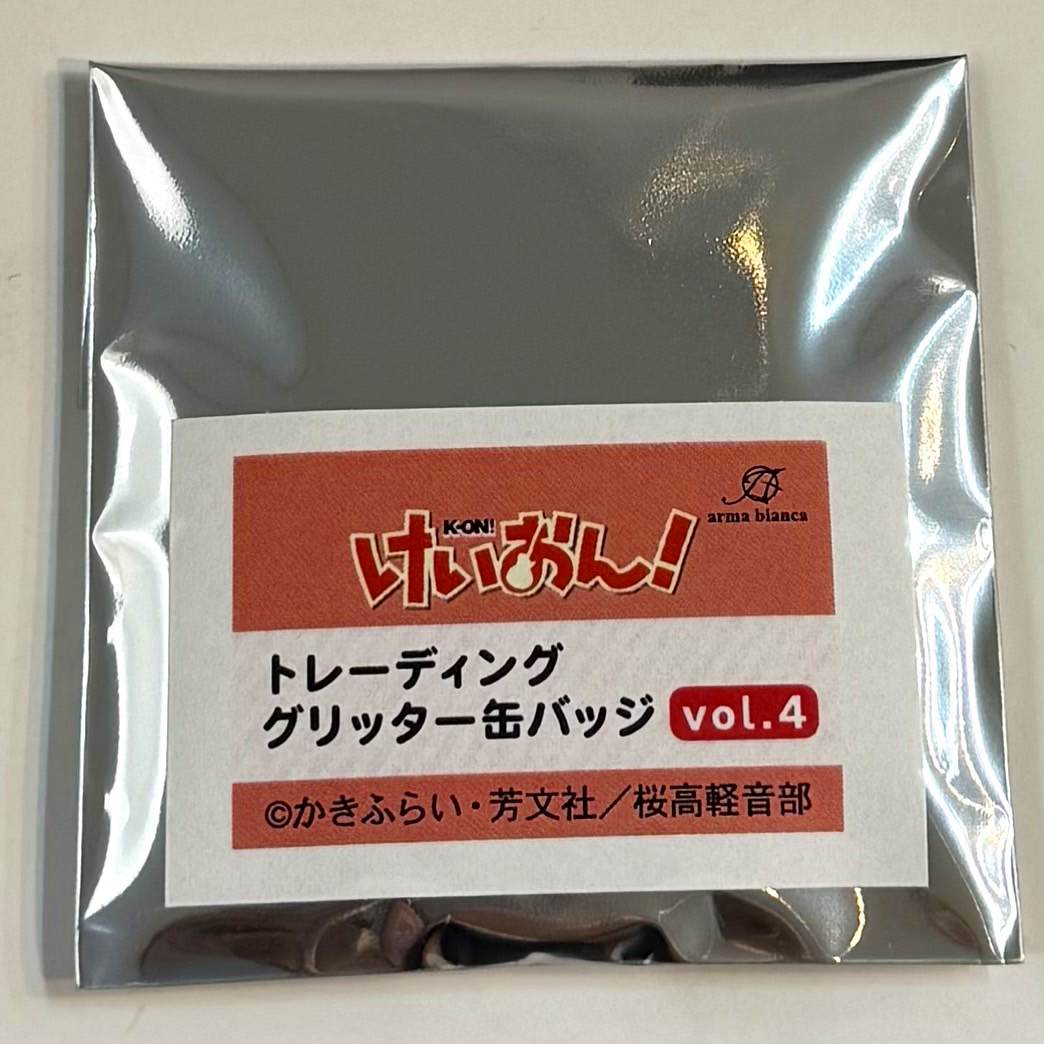 arma bianca
K-ON!
けいおん!
トレーディング
グリッター缶バッジ vol.4
©かきふらい・芳文社／桜高軽音部